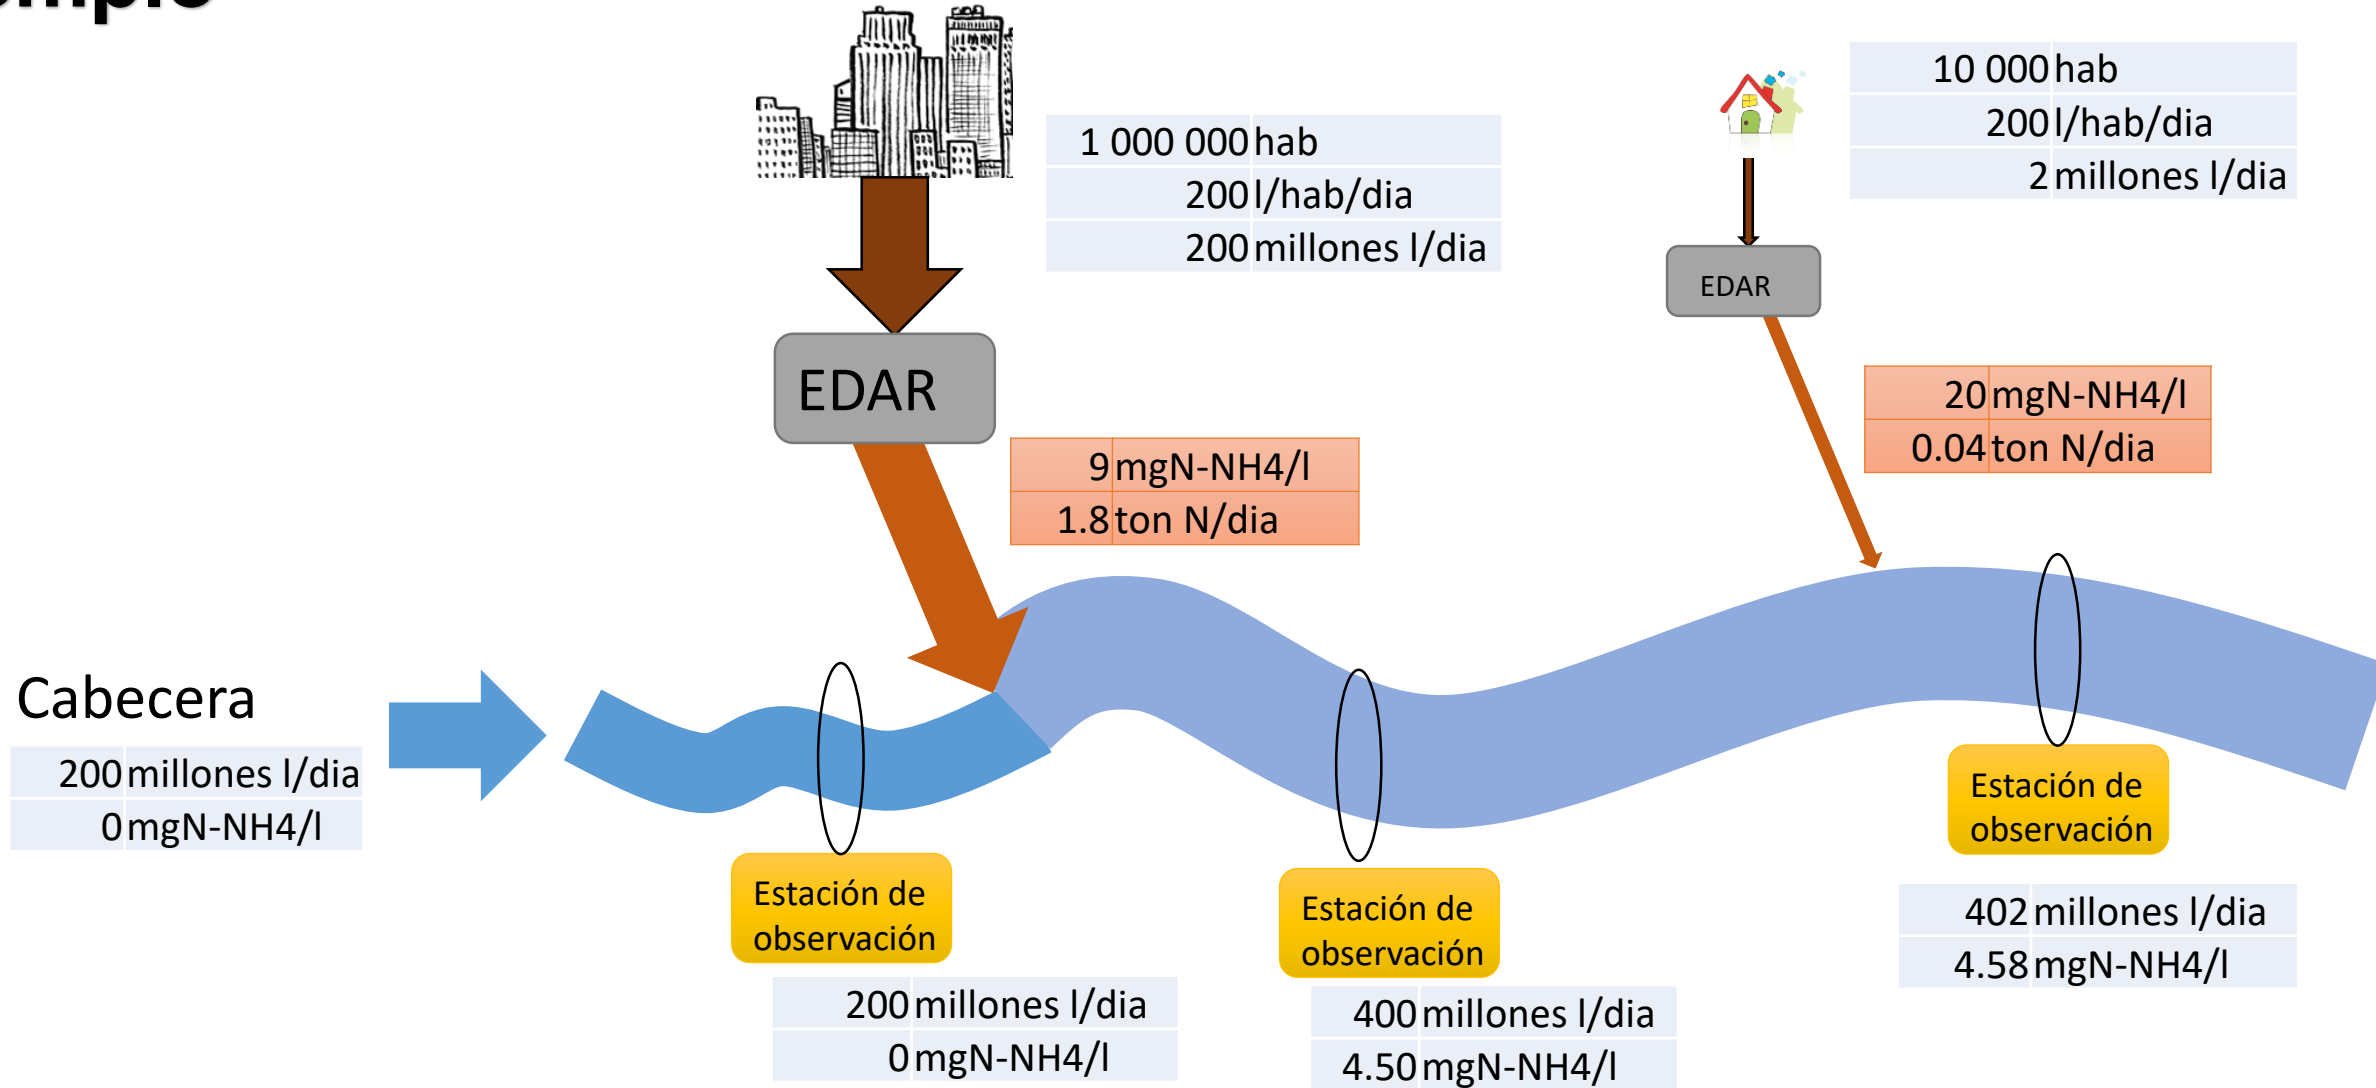 1 000 000 hab
200 l/hab/dia
200 millones l/dia
10 000 hab
200 l/hab/dia
2 millones l/dia
EDAR
EDAR
9 mgN-NH4/l
1.8 ton N/dia
20 mgN-NH4/l
0.04 ton N/dia
Cabecera
200 millones l/dia
0 mgN-NH4/l
Estación de
observación
200 millones l/dia
0 mgN-NH4/l
Estación de
observación
400 millones l/dia
4.50 mgN-NH4/l
Estación de
observación
402 millones l/dia
4.58 mgN-NH4/l